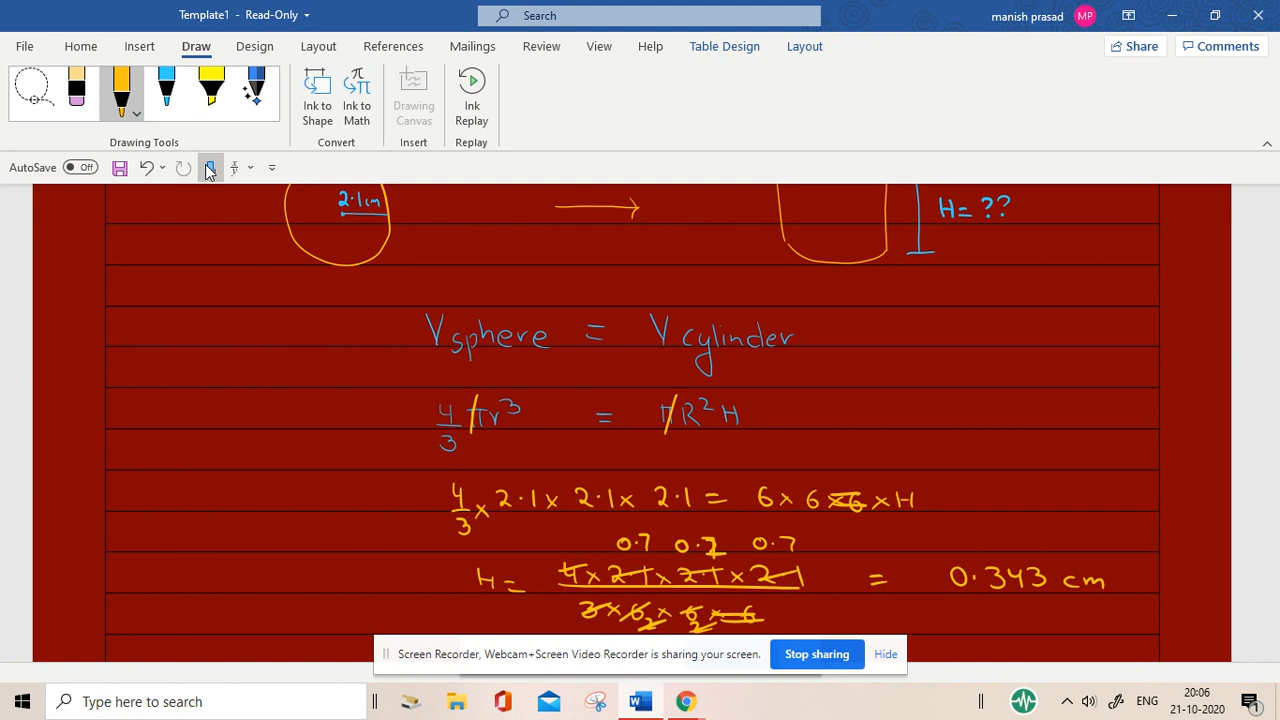 Template1 - Read-Only
Search
manish prasad
MP
File Home Insert Draw Design Layout References Mailings Review View Help Table Design Layout
Share
Comments
Ink to Shape
Ink to Math
Drawing Canvas
Ink Replay
Drawing Tools
Convert
Insert
Replay
AutoSave Off
2.1cm
H = ??
V sphere = V cylinder
4/3 πr³ = πR²H
4/3 × 2.1 × 2.1 × 2.1 = 6 × 6 × 6 × H
0.7 0.7 0.7
H = 4 × 2.1 × 2.1 × 2.1 = 0.343 cm
3 × 6 × 6 × 6
2 2
Screen Recorder, Webcam+Screen Video Recorder is sharing your screen.
Stop sharing
Hide
Type here to search
ENG
20:06
21-10-2020
1